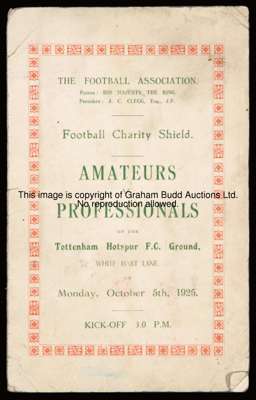 THE FOOTBALL ASSOCIATION.
Patron: HIS MAJESTY THE KING.
President: J. C. CLEGG, Esq., J.P.
Football Charity Shield.
AMATEURS
This image is copyright of Graham Budd Auctions Ltd.
No reproduction allowed.
PROFESSIONALS
ON THE
Tottenham Hotspur F.C. Ground,
WHITE HART LANE
ON
Monday, October 5th, 1925.
KICK-OFF 3.0 P.M.